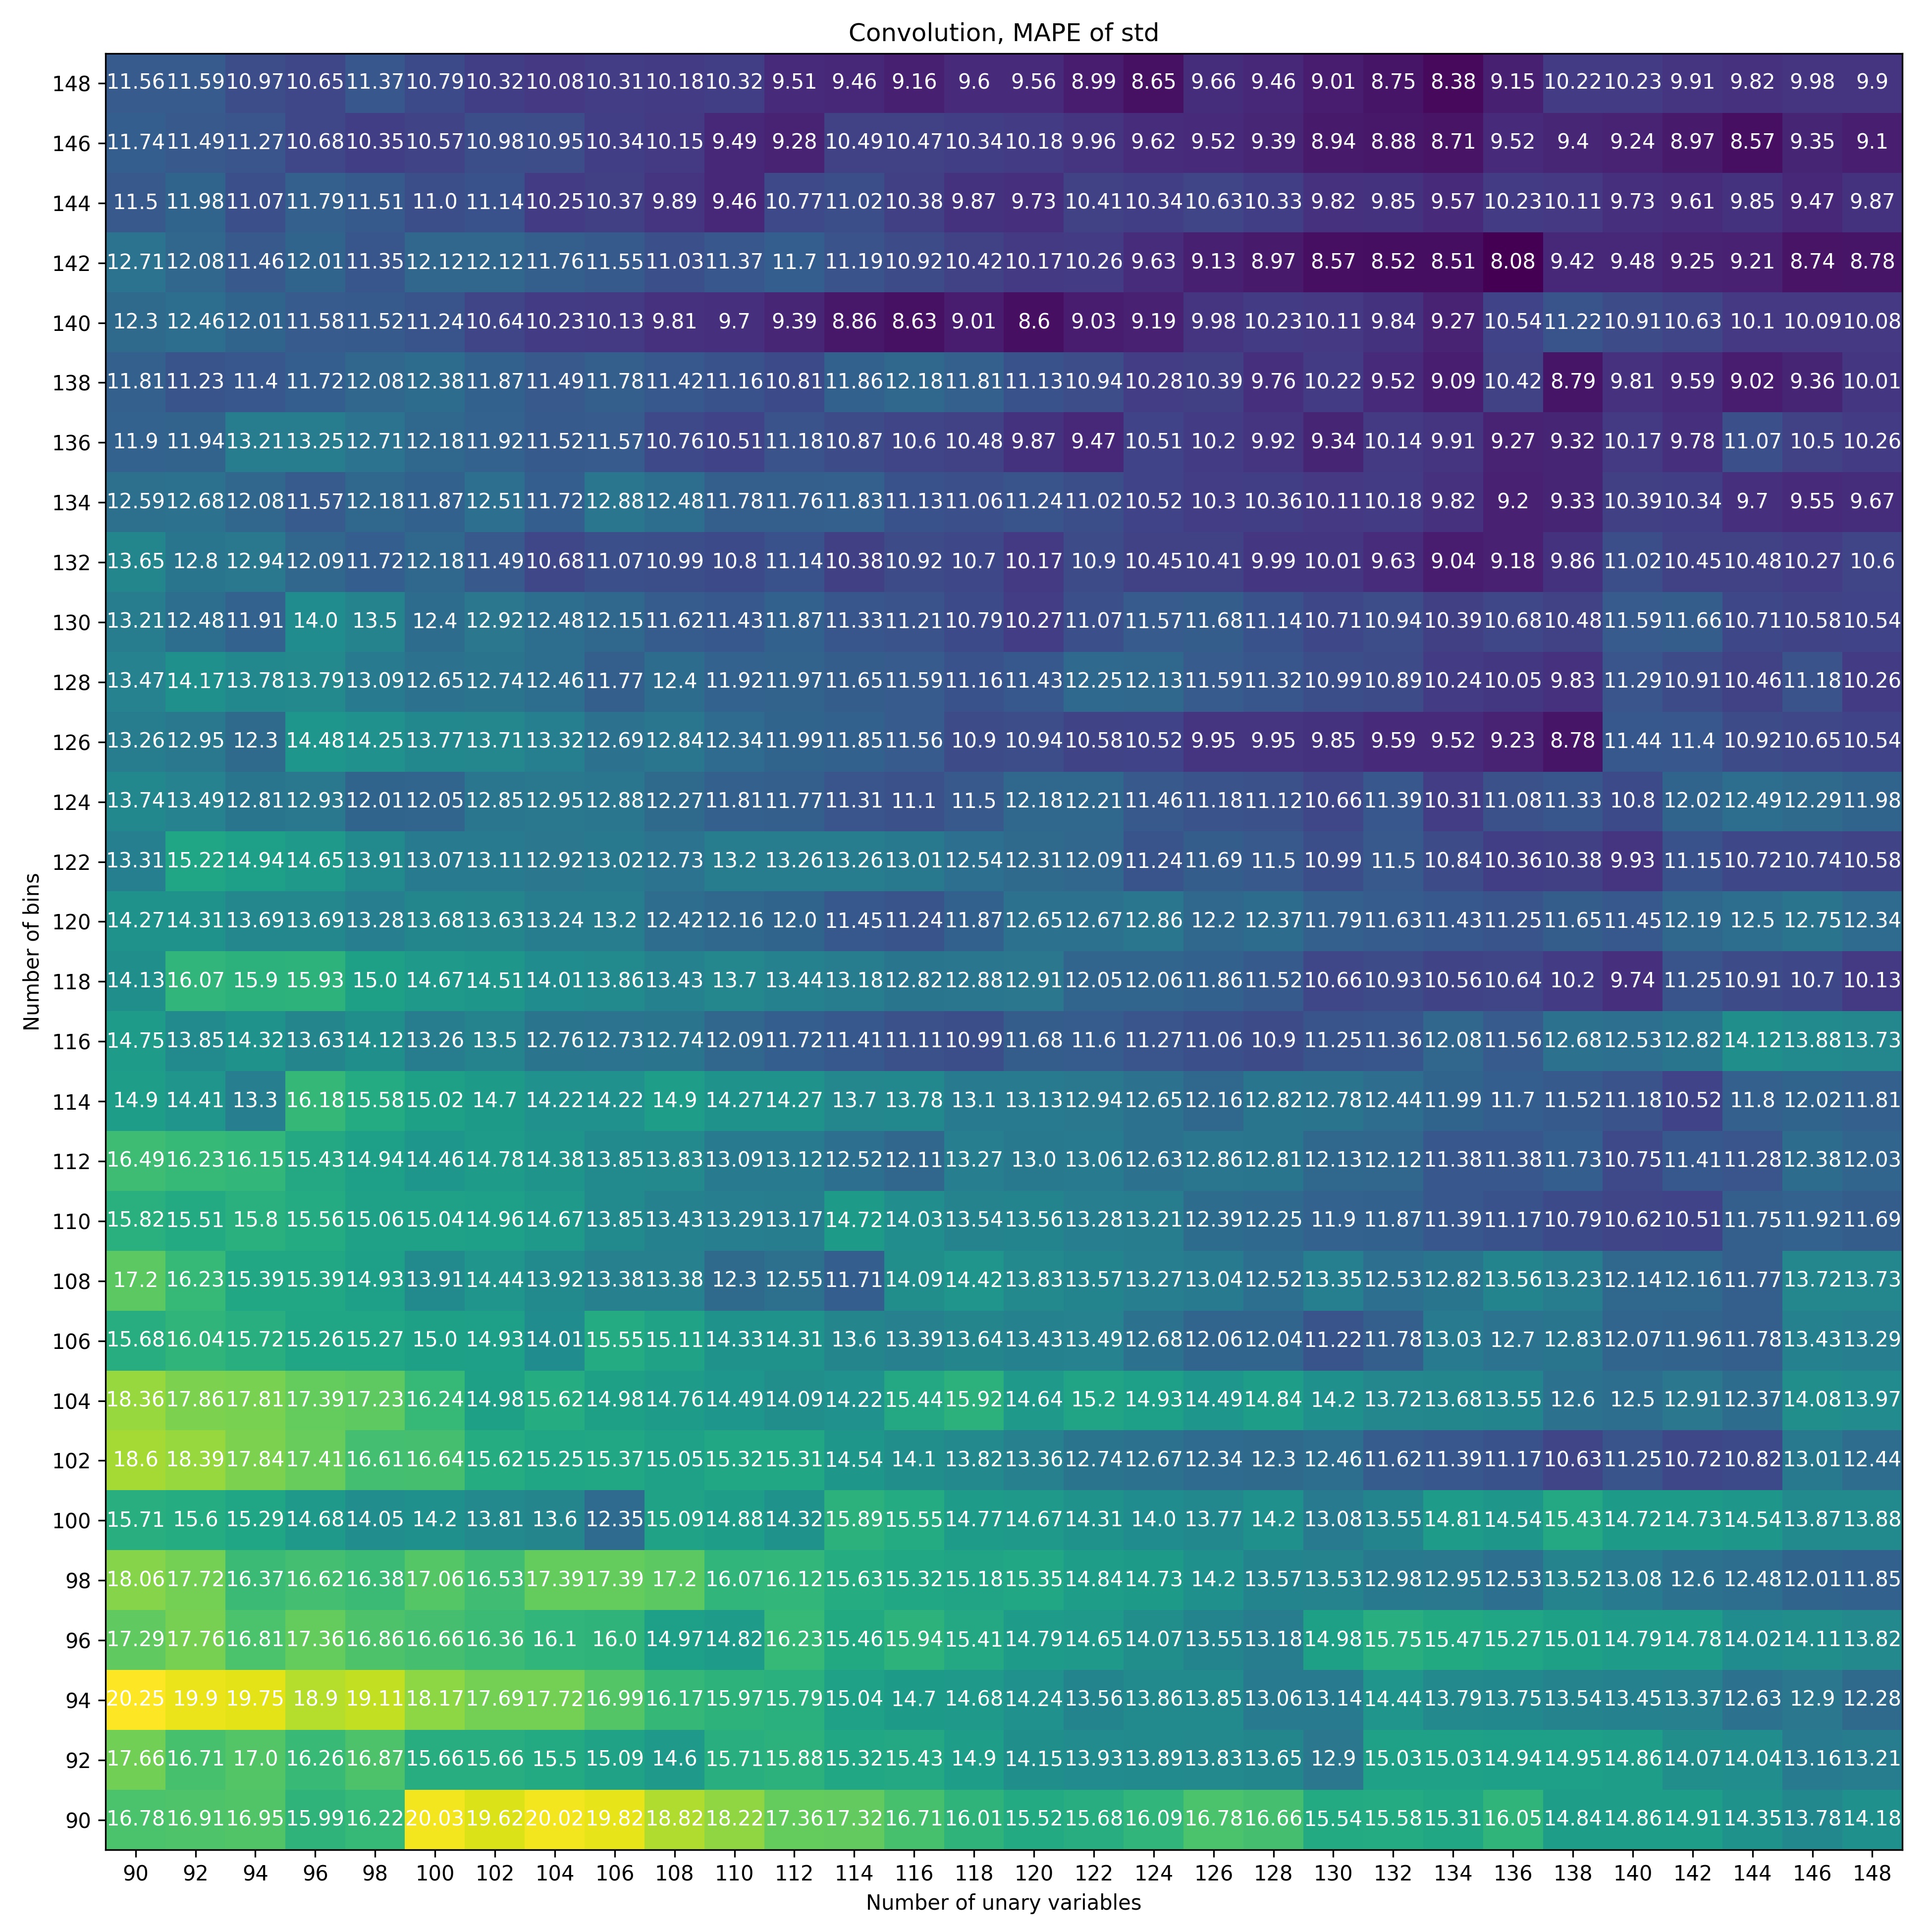 Convolution, MAPE of std
148 11.56 11.59 10.97 10.65 11.37 10.79 10.32 10.08 10.31 10.18 10.32 9.51 9.46 9.16 9.6 9.56 8.99 8.65 9.66 9.46 9.01 8.75 8.38 9.15 10.22 10.23 9.91 9.82 9.98 9.9
146 11.74 11.49 11.27 10.68 10.35 10.57 10.98 10.95 10.34 10.15 9.49 9.28 10.49 10.47 10.34 10.18 9.96 9.62 9.52 9.39 8.94 8.88 8.71 9.52 9.4 9.24 8.97 8.57 9.35 9.1
144 11.5 11.98 11.07 11.79 11.51 11.0 11.14 10.25 10.37 9.89 9.46 10.77 11.02 10.38 9.87 9.73 10.41 10.34 10.63 10.33 9.82 9.85 9.57 10.23 10.11 9.73 9.61 9.85 9.47 9.87
142 12.71 12.08 11.46 12.01 11.35 12.12 12.12 11.76 11.55 11.03 11.37 11.7 11.19 10.92 10.42 10.17 10.26 9.63 9.13 8.97 8.57 8.52 8.51 8.08 9.42 9.48 9.25 9.21 8.74 8.78
140 12.3 12.46 12.01 11.58 11.52 11.24 10.64 10.23 10.13 9.81 9.7 9.39 8.86 8.63 9.01 8.6 9.03 9.19 9.98 10.23 10.11 9.84 9.27 10.54 11.22 10.91 10.63 10.1 10.09 10.08
138 11.81 11.23 11.4 11.72 12.08 12.38 11.87 11.49 11.78 11.42 11.16 10.81 11.86 12.18 11.81 11.13 10.94 10.28 10.39 9.76 10.22 9.52 9.09 10.42 8.79 9.81 9.59 9.02 9.36 10.01
136 11.9 11.94 13.21 13.25 12.71 12.18 11.92 11.52 11.57 10.76 10.51 11.18 10.87 10.6 10.48 9.87 9.47 10.51 10.2 9.92 9.34 10.14 9.91 9.27 9.32 10.17 9.78 11.07 10.5 10.26
134 12.59 12.68 12.08 11.57 12.18 11.87 12.51 11.72 12.88 12.48 11.78 11.76 11.83 11.13 11.06 11.24 11.02 10.52 10.3 10.36 10.11 10.18 9.82 9.2 9.33 10.39 10.34 9.7 9.55 9.67
132 13.65 12.8 12.94 12.09 11.72 12.18 11.49 10.68 11.07 10.99 10.8 11.14 10.38 10.92 10.7 10.17 10.9 10.45 10.41 9.99 10.01 9.63 9.04 9.18 9.86 11.02 10.45 10.48 10.27 10.6
130 13.21 12.48 11.91 14.0 13.5 12.4 12.92 12.48 12.15 11.62 11.43 11.87 11.33 11.21 10.79 10.27 11.07 11.57 11.68 11.14 10.71 10.94 10.39 10.68 10.48 11.59 11.66 10.71 10.58 10.54
128 13.47 14.17 13.78 13.79 13.09 12.65 12.74 12.46 11.77 12.4 11.92 11.97 11.65 11.59 11.16 11.43 12.25 12.13 11.59 11.32 10.99 10.89 10.24 10.05 9.83 11.29 10.91 10.46 11.18 10.26
126 13.26 12.95 12.3 14.48 14.25 13.77 13.71 13.32 12.69 12.84 12.34 11.99 11.85 11.56 10.9 10.94 10.58 10.52 9.95 9.95 9.85 9.59 9.52 9.23 8.78 11.44 11.4 10.92 10.65 10.54
124 13.74 13.49 12.81 12.93 12.01 12.05 12.85 12.95 12.88 12.27 11.81 11.77 11.31 11.1 11.5 12.18 12.21 11.46 11.18 11.12 10.66 11.39 10.31 11.08 11.33 10.8 12.02 12.49 12.29 11.98
122 13.31 15.22 14.94 14.65 13.91 13.07 13.11 12.92 13.02 12.73 13.2 13.26 13.26 13.01 12.54 12.31 12.09 11.24 11.69 11.5 10.99 11.5 10.84 10.36 10.38 9.93 11.15 10.72 10.74 10.58
120 14.27 14.31 13.69 13.69 13.28 13.68 13.63 13.24 13.2 12.42 12.16 12.0 11.45 11.24 11.87 12.65 12.67 12.86 12.2 12.37 11.79 11.63 11.43 11.25 11.65 11.45 12.19 12.5 12.75 12.34
118 14.13 16.07 15.9 15.93 15.0 14.67 14.51 14.01 13.86 13.43 13.7 13.44 13.18 12.82 12.88 12.91 12.05 12.06 11.86 11.52 10.66 10.93 10.56 10.64 10.2 9.74 11.25 10.91 10.7 10.13
116 14.75 13.85 14.32 13.63 14.12 13.26 13.5 12.76 12.73 12.74 12.09 11.72 11.41 11.11 10.99 11.68 11.6 11.27 11.06 10.9 11.25 11.36 12.08 11.56 12.68 12.53 12.82 14.12 13.88 13.73
114 14.9 14.41 13.3 16.18 15.58 15.02 14.7 14.22 14.22 14.9 14.27 14.27 13.7 13.78 13.1 13.13 12.94 12.65 12.16 12.82 12.78 12.44 11.99 11.7 11.52 11.18 10.52 11.8 12.02 11.81
112 16.49 16.23 16.15 15.43 14.94 14.46 14.78 14.38 13.85 13.83 13.09 13.12 12.52 12.11 13.27 13.0 13.06 12.63 12.86 12.81 12.13 12.12 11.38 11.38 11.73 10.75 11.41 11.28 12.38 12.03
110 15.82 15.51 15.8 15.56 15.06 15.04 14.96 14.67 13.85 13.43 13.29 13.17 14.72 14.03 13.54 13.56 13.28 13.21 12.39 12.25 11.9 11.87 11.39 11.17 10.79 10.62 10.51 11.75 11.92 11.69
108 17.2 16.23 15.39 15.39 14.93 13.91 14.44 13.92 13.38 13.38 12.3 12.55 11.71 14.09 14.42 13.83 13.57 13.27 13.04 12.52 13.35 12.53 12.82 13.56 13.23 12.14 12.16 11.77 13.72 13.73
106 15.68 16.04 15.72 15.26 15.27 15.0 14.93 14.01 15.55 15.11 14.33 14.31 13.6 13.39 13.64 13.43 13.49 12.68 12.06 12.04 11.22 11.78 13.03 12.7 12.83 12.07 11.96 11.78 13.43 13.29
104 18.36 17.86 17.81 17.39 17.23 16.24 14.98 15.62 14.98 14.76 14.49 14.09 14.22 15.44 15.92 14.64 15.2 14.93 14.49 14.84 14.2 13.72 13.68 13.55 12.6 12.5 12.91 12.37 14.08 13.97
102 18.6 18.39 17.84 17.41 16.61 16.64 15.62 15.25 15.37 15.05 15.32 15.31 14.54 14.1 13.82 13.36 12.74 12.67 12.34 12.3 12.46 11.62 11.39 11.17 10.63 11.25 10.72 10.82 13.01 12.44
100 15.71 15.6 15.29 14.68 14.05 14.2 13.81 13.6 12.35 15.09 14.88 14.32 15.89 15.55 14.77 14.67 14.31 14.0 13.77 14.2 13.08 13.55 14.81 14.54 15.43 14.72 14.73 14.54 13.87 13.88
98 18.06 17.72 16.37 16.62 16.38 17.06 16.53 17.39 17.39 17.2 16.07 16.12 15.63 15.32 15.18 15.35 14.84 14.73 14.2 13.57 13.53 12.98 12.95 12.53 13.52 13.08 12.6 12.48 12.01 11.85
96 17.29 17.76 16.81 17.36 16.86 16.66 16.36 16.1 16.0 14.97 14.82 16.23 15.46 15.94 15.41 14.79 14.65 14.07 13.55 13.18 14.98 15.75 15.47 15.27 15.01 14.79 14.78 14.02 14.11 13.82
94 20.25 19.9 19.75 18.9 19.11 18.17 17.69 17.72 16.99 16.17 15.97 15.79 15.04 14.7 14.68 14.24 13.56 13.86 13.85 13.06 13.14 14.44 13.79 13.75 13.54 13.45 13.37 12.63 12.9 12.28
92 17.66 16.71 17.0 16.26 16.87 15.66 15.66 15.5 15.09 14.6 15.71 15.88 15.32 15.43 14.9 14.15 13.93 13.89 13.83 13.65 12.9 15.03 15.03 14.94 14.95 14.86 14.07 14.04 13.16 13.21
90 16.78 16.91 16.95 15.99 16.22 20.03 19.62 20.02 19.82 18.82 18.22 17.36 17.32 16.71 16.01 15.52 15.68 16.09 16.78 16.66 15.54 15.58 15.31 16.05 14.84 14.86 14.91 14.35 13.78 14.18
90 92 94 96 98 100 102 104 106 108 110 112 114 116 118 120 122 124 126 128 130 132 134 136 138 140 142 144 146 148
Number of unary variables
Number of bins